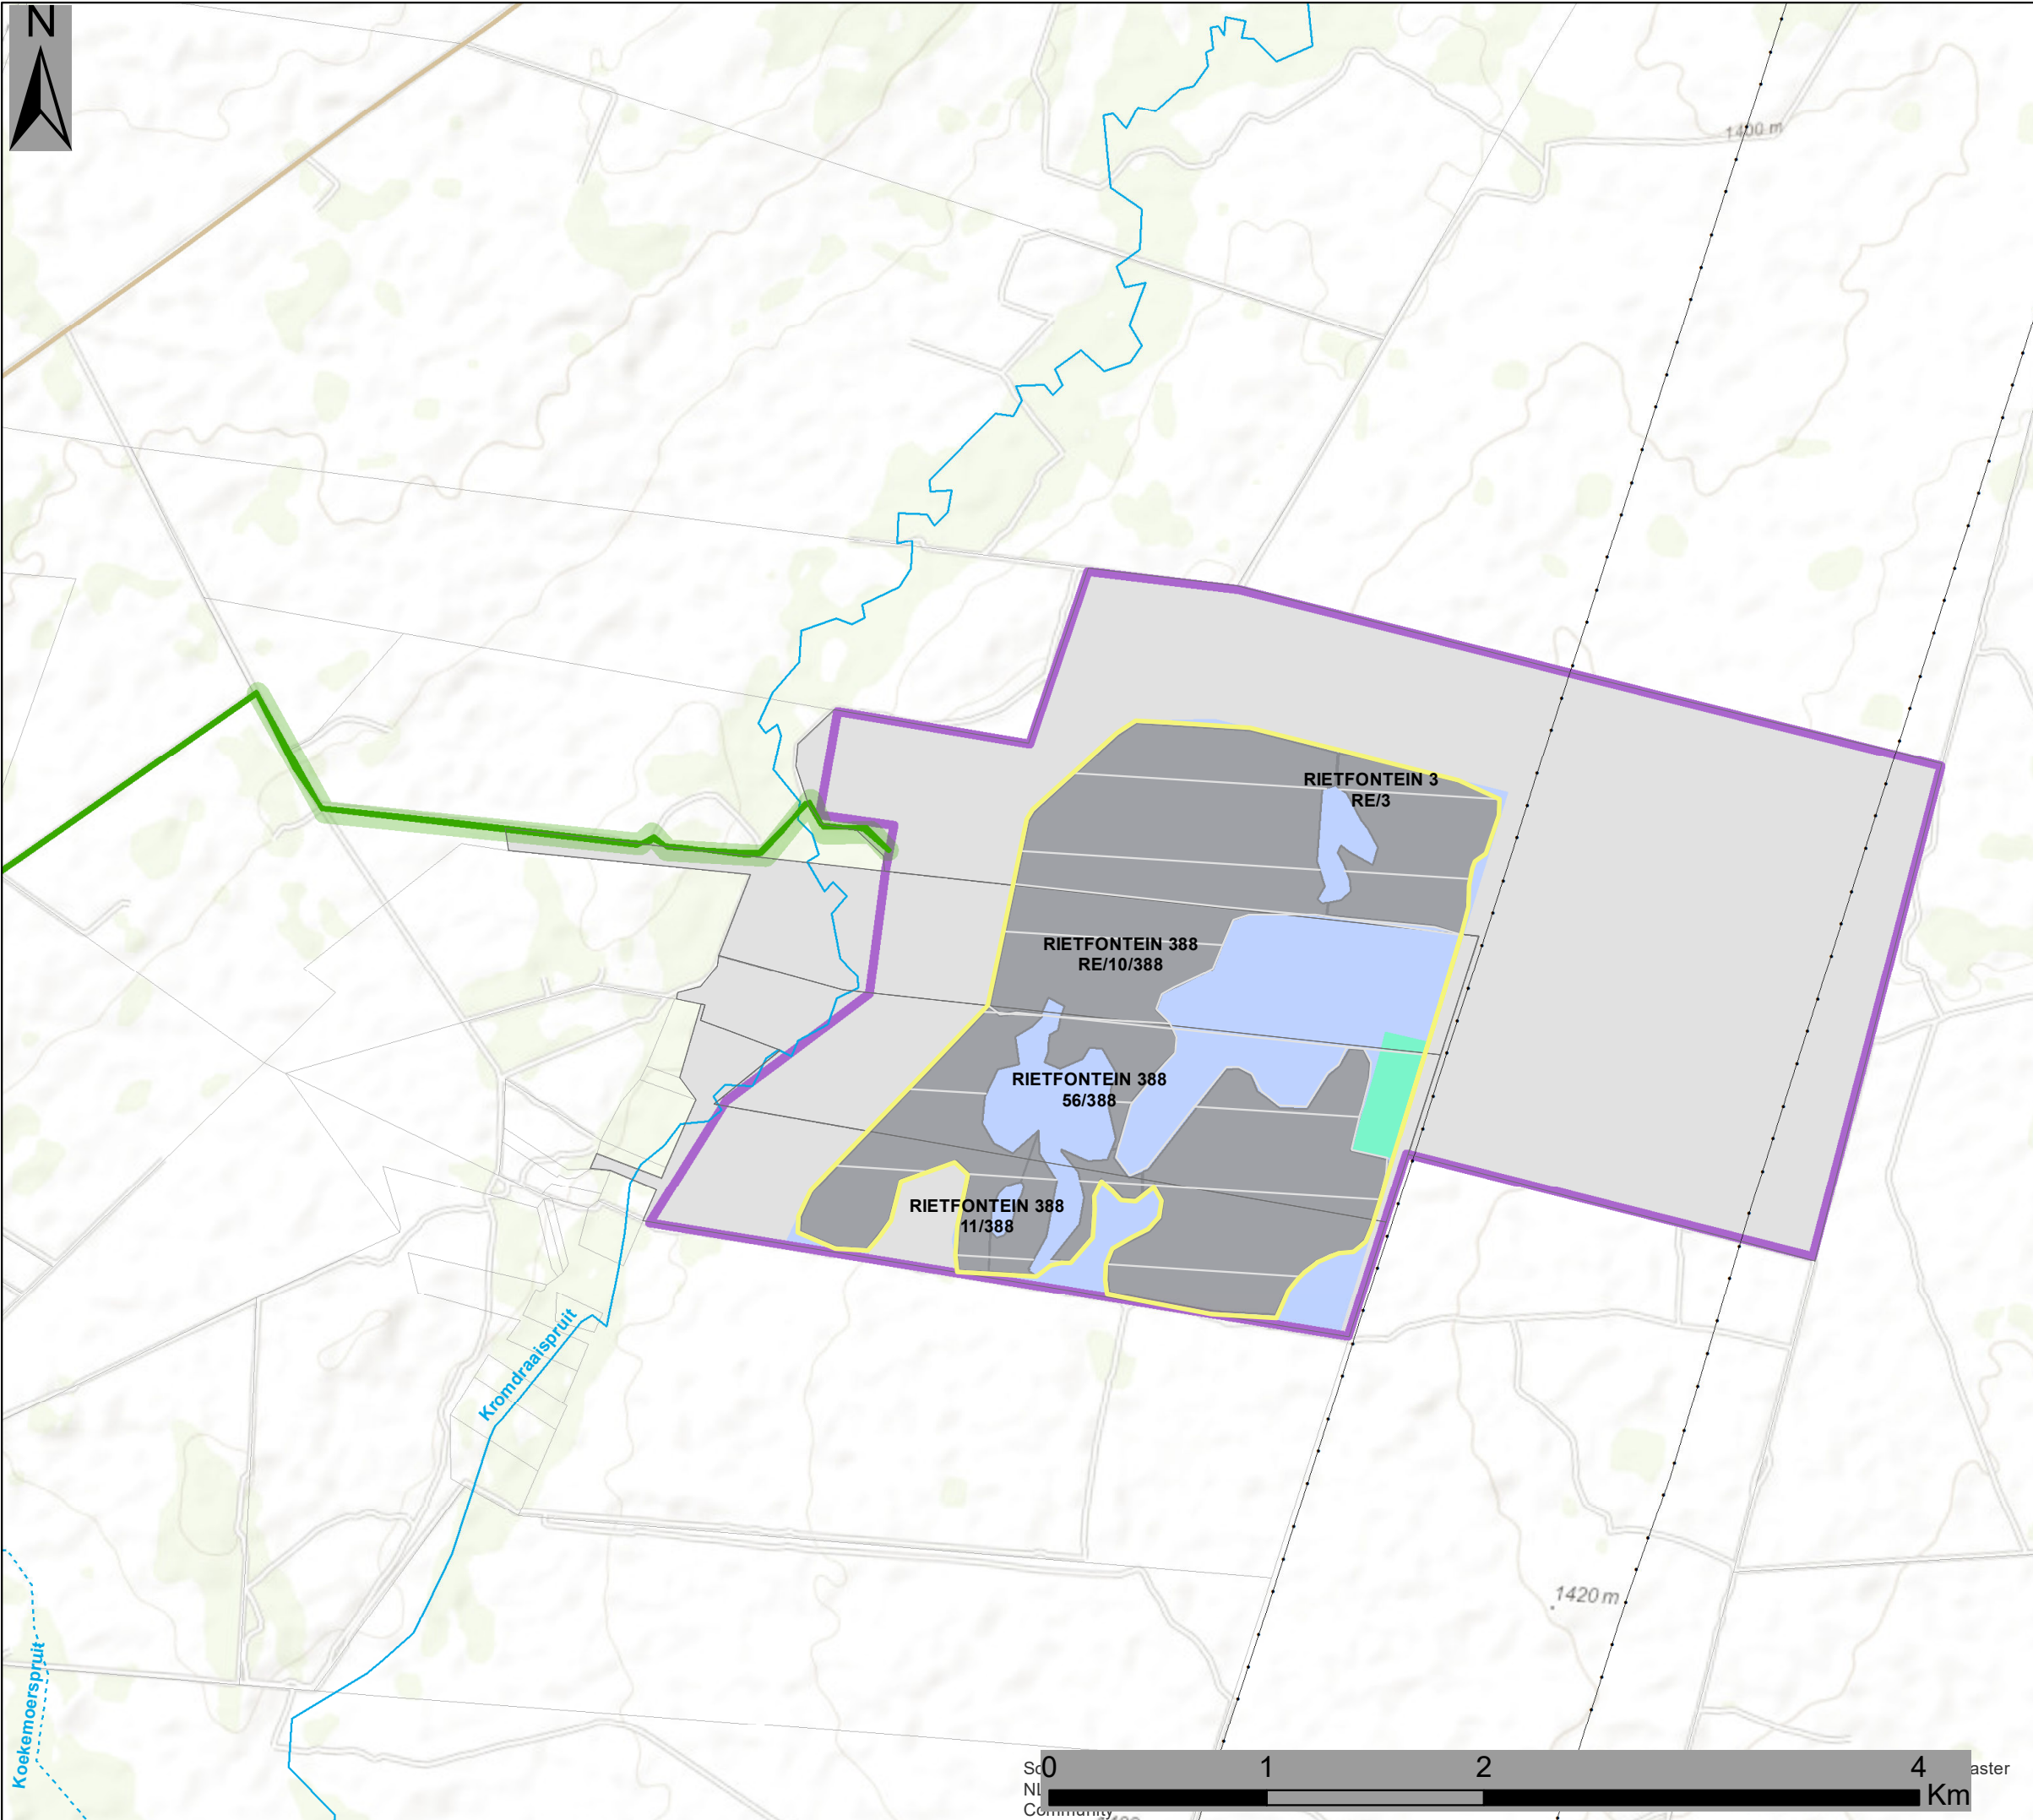 N
1400 m
RIETFONTEIN 3
RE/3
RIETFONTEIN 388
RE/10/388
RIETFONTEIN 388
56/388
RIETFONTEIN 388
11/388
Kromdraaispruit
1420 m
Koekemoerspruit
0 1 2 4
Km
Community